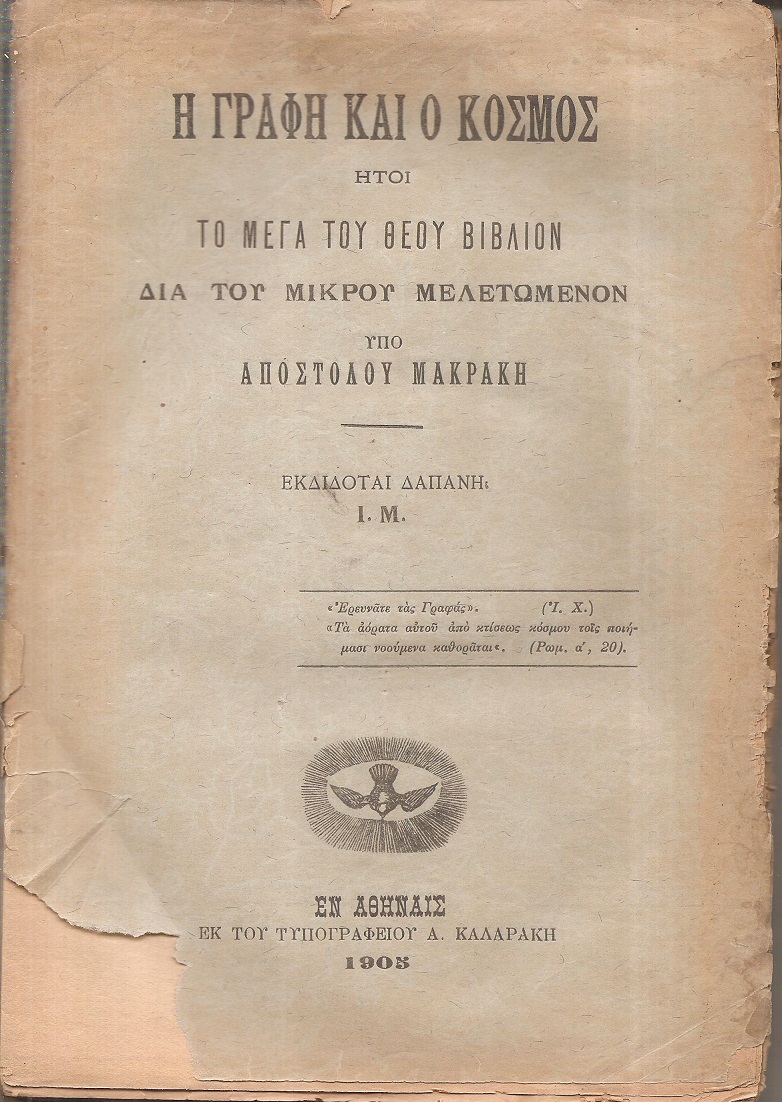 Η ΓΡΑΦΗ ΚΑΙ Ο ΚΟΣΜΟΣ
ΗΤΟΙ
ΤΟ ΜΕΓΑ ΤΟΥ ΘΕΟΥ ΒΙΒΛΙΟΝ
ΔΙΑ ΤΟΥ ΜΙΚΡΟΥ ΜΕΛΕΤΩΜΕΝΟΝ
ΥΠΟ
ΑΠΟΣΤΟΛΟΥ ΜΑΚΡΑΚΗ
ΕΚΔΙΔΟΤΑΙ ΔΑΠΑΝΗ:
Ι. Μ.
«Ἐρευνᾶτε τὰς Γραφάς». (Ἰ. Χ.)
«Τὰ ἀόρατα αὐτοῦ ἀπὸ κτίσεως κόσμου τοῖς ποιή-
μασι νοούμενα καθορᾶται«. (Ρωμ. α', 20).
ΕΝ ΑΘΗΝΑΙΣ
ΕΚ ΤΟΥ ΤΥΠΟΓΡΑΦΕΙΟΥ Α. ΚΑΛΑΡΑΚΗ
1905